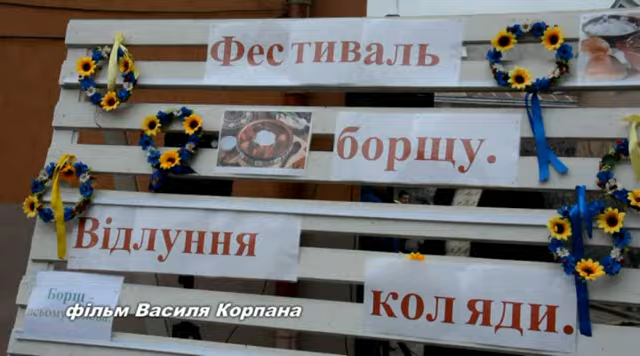 Фестиваль
борщу.
Відлуння
коляди.
Борщ
фільм Василя Корпана